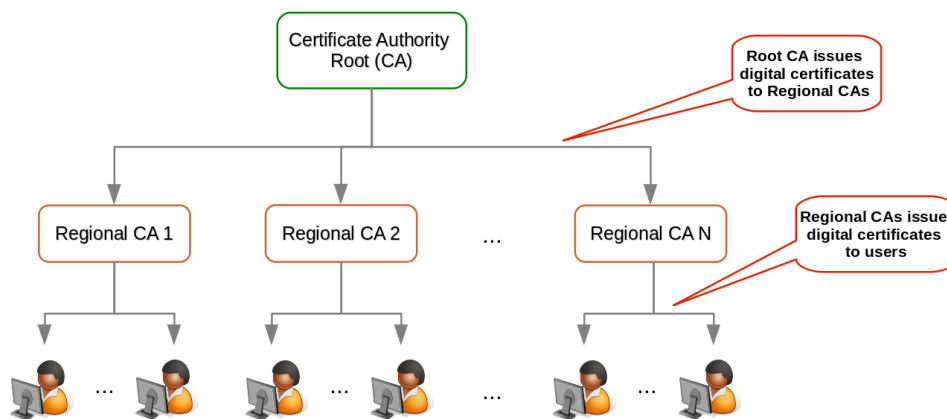 Certificate Authority
Root (CA)
Root CA issues
digital certificates
to Regional CAs
Regional CA 1
Regional CA 2
...
Regional CA N
Regional CAs issue
digital certificates
to users
...
...
...
...